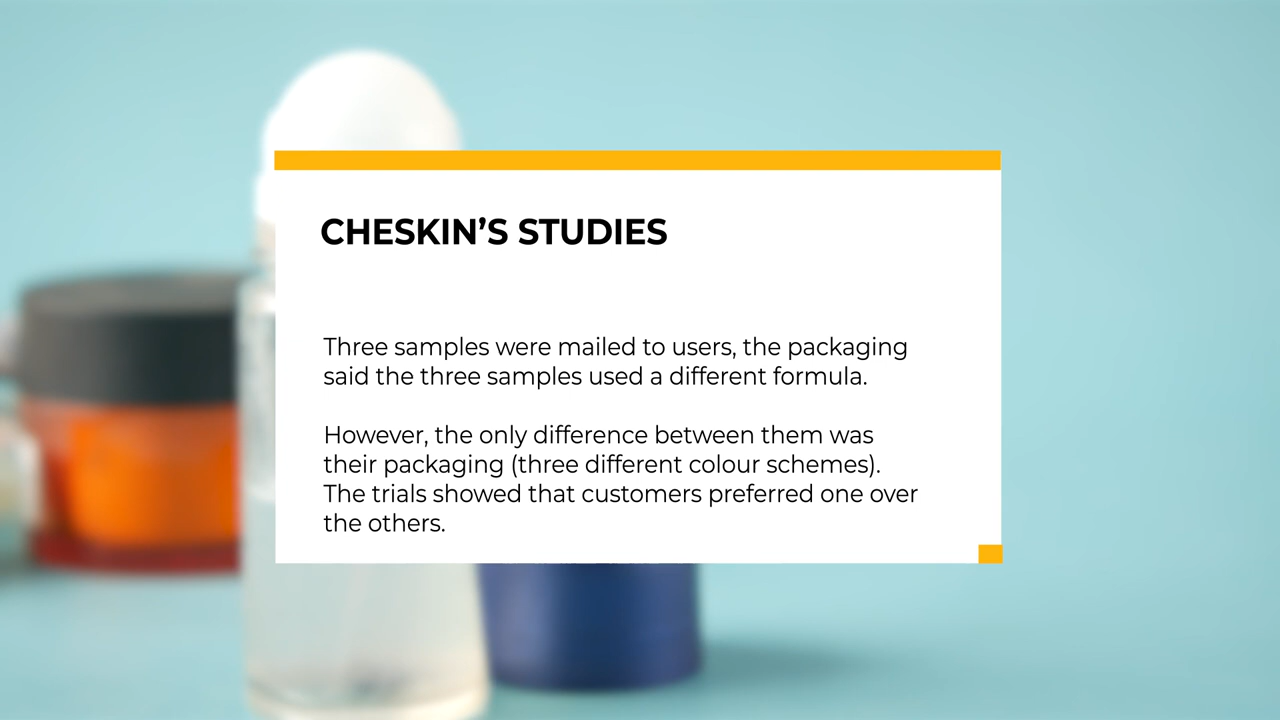 CHESKIN’S STUDIES
Three samples were mailed to users, the packaging
said the three samples used a different formula.
However, the only difference between them was
their packaging (three different colour schemes).
The trials showed that customers preferred one over
the others.